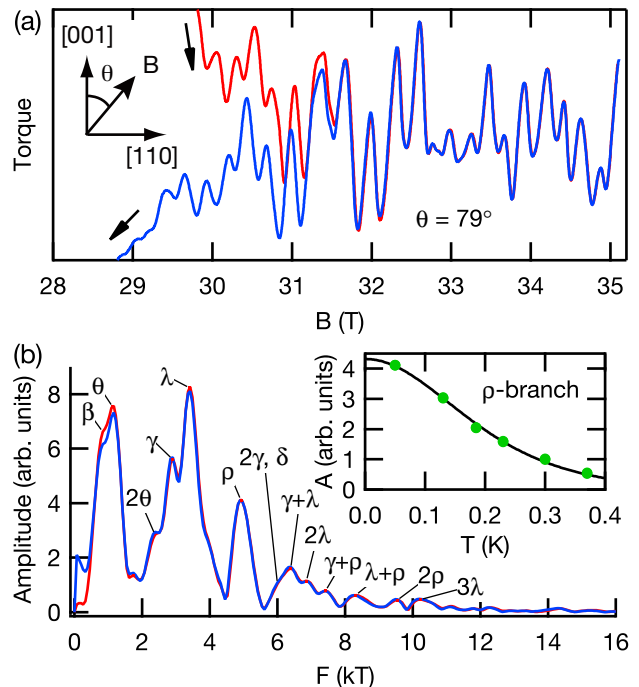 (a)
[001]
θ
B
[110]
Torque
θ = 79°
28 29 30 31 32 33 34 35
B (T)
(b)
Amplitude (arb. units)
8
6
4
2
0
β
θ
2θ
γ
λ
ρ
2γ, δ
γ+λ
2λ
γ+ρ
λ+ρ
2ρ
3λ
0 2 4 6 8 10 12 14 16
F (kT)
A (arb. units)
4
3
2
1
0
ρ-branch
0.0 0.1 0.2 0.3 0.4
T (K)